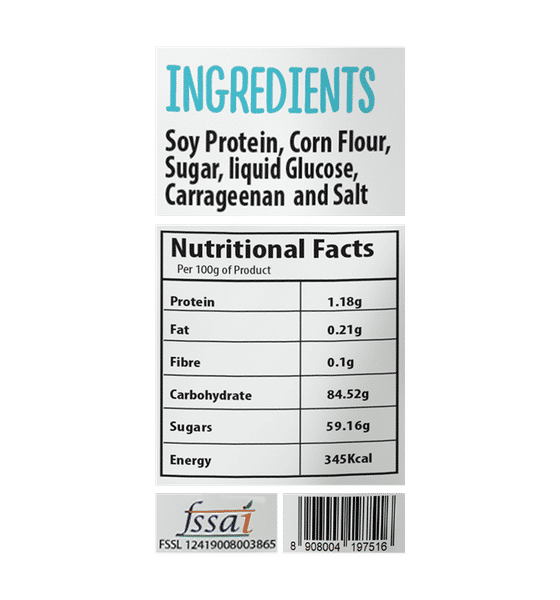 INGREDIENTS
Soy Protein, Corn Flour,
Sugar, liquid Glucose,
Carrageenan and Salt
Nutritional Facts
Per 100g of Product
Protein 1.18g
Fat 0.21g
Fibre 0.1g
Carbohydrate 84.52g
Sugars 59.16g
Energy 345Kcal
fssai
FSSL 12419008003865
8 908004 197516